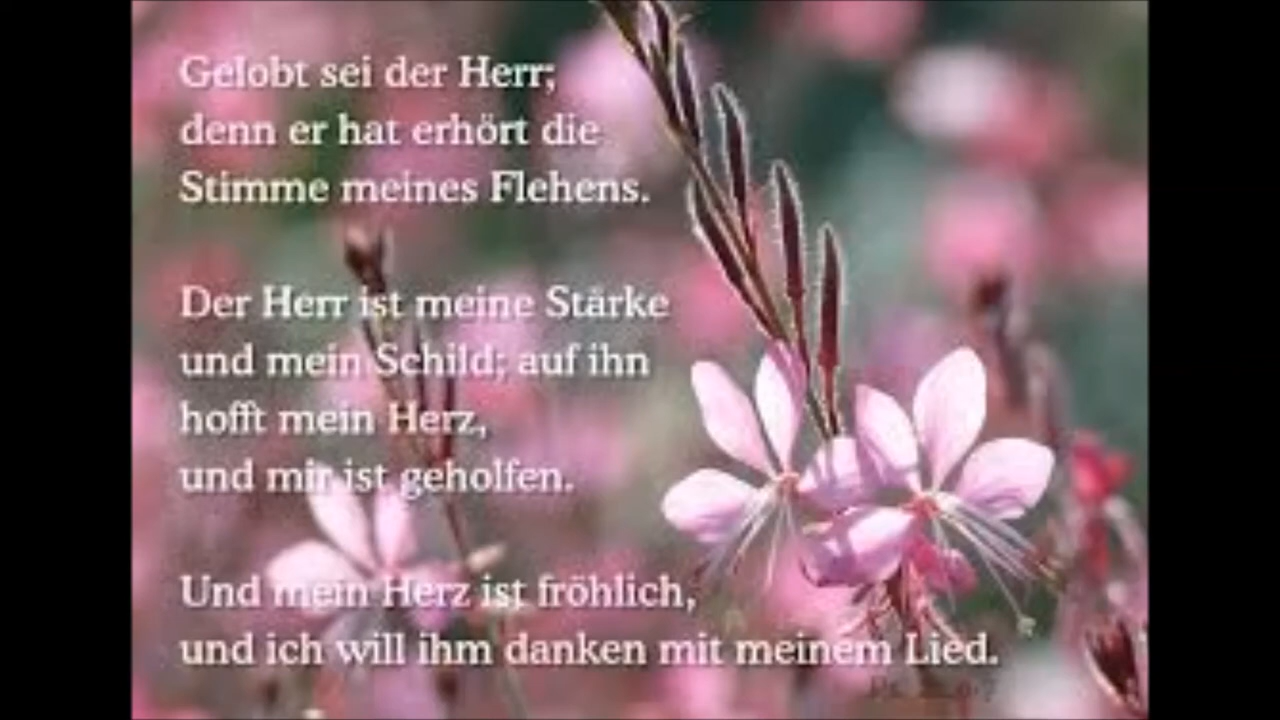 Gelobt sei der Herr;
denn er hat erhört die
Stimme meines Flehens.
Der Herr ist meine Stärke
und mein Schild; auf ihn
hofft mein Herz,
und mir ist geholfen.
Und mein Herz ist fröhlich,
und ich will ihm danken mit meinem Lied.